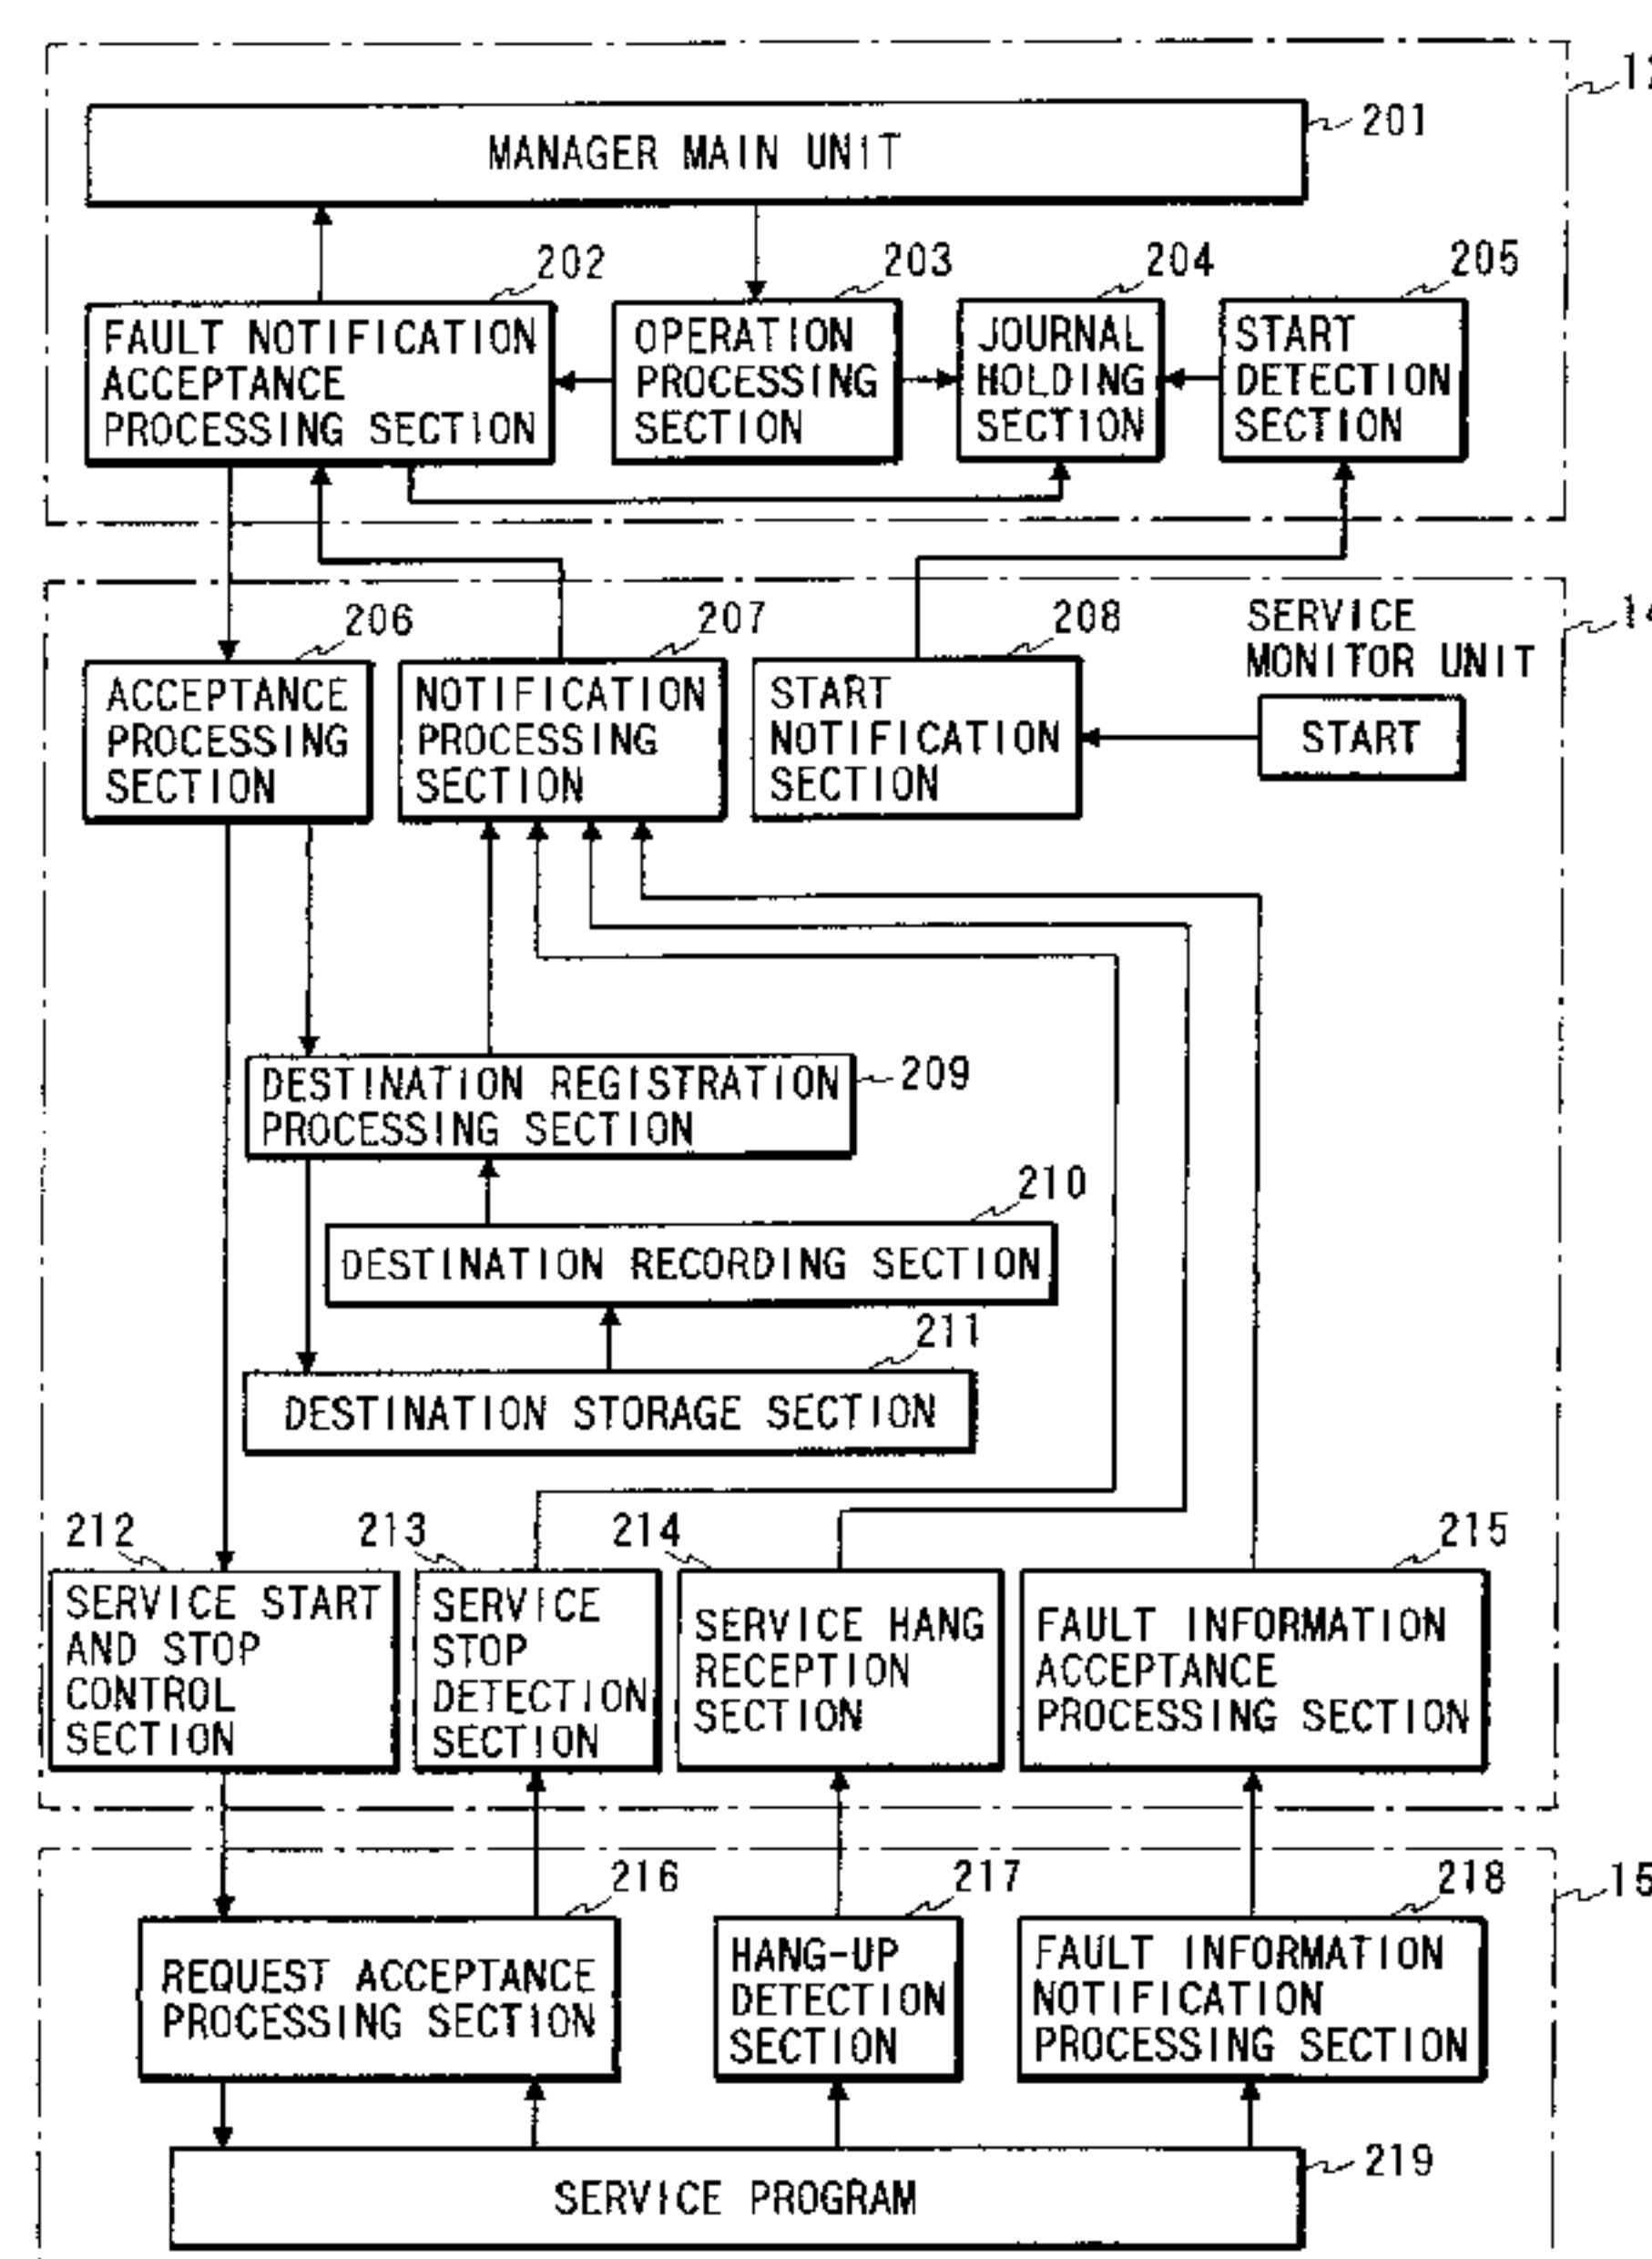 12
MANAGER MAIN UNIT
201
202
203
204
205
FAULT NOTIFICATION
ACCEPTANCE
PROCESSING SECTION
OPERATION
PROCESSING
SECTION
JOURNAL
HOLDING
SECTION
START
DETECTION
SECTION
206
207
208
SERVICE
MONITOR UNIT
14
ACCEPTANCE
PROCESSING
SECTION
NOTIFICATION
PROCESSING
SECTION
START
NOTIFICATION
SECTION
START
DESTINATION REGISTRATION
PROCESSING SECTION
209
210
DESTINATION RECORDING SECTION
211
DESTINATION STORAGE SECTION
212
213
214
215
SERVICE START
AND STOP
CONTROL
SECTION
SERVICE
STOP
DETECTION
SECTION
SERVICE HANG
RECEPTION
SECTION
FAULT INFORMATION
ACCEPTANCE
PROCESSING SECTION
216
217
218
15
REQUEST ACCEPTANCE
PROCESSING SECTION
HANG-UP
DETECTION
SECTION
FAULT INFORMATION
NOTIFICATION
PROCESSING SECTION
SERVICE PROGRAM
219